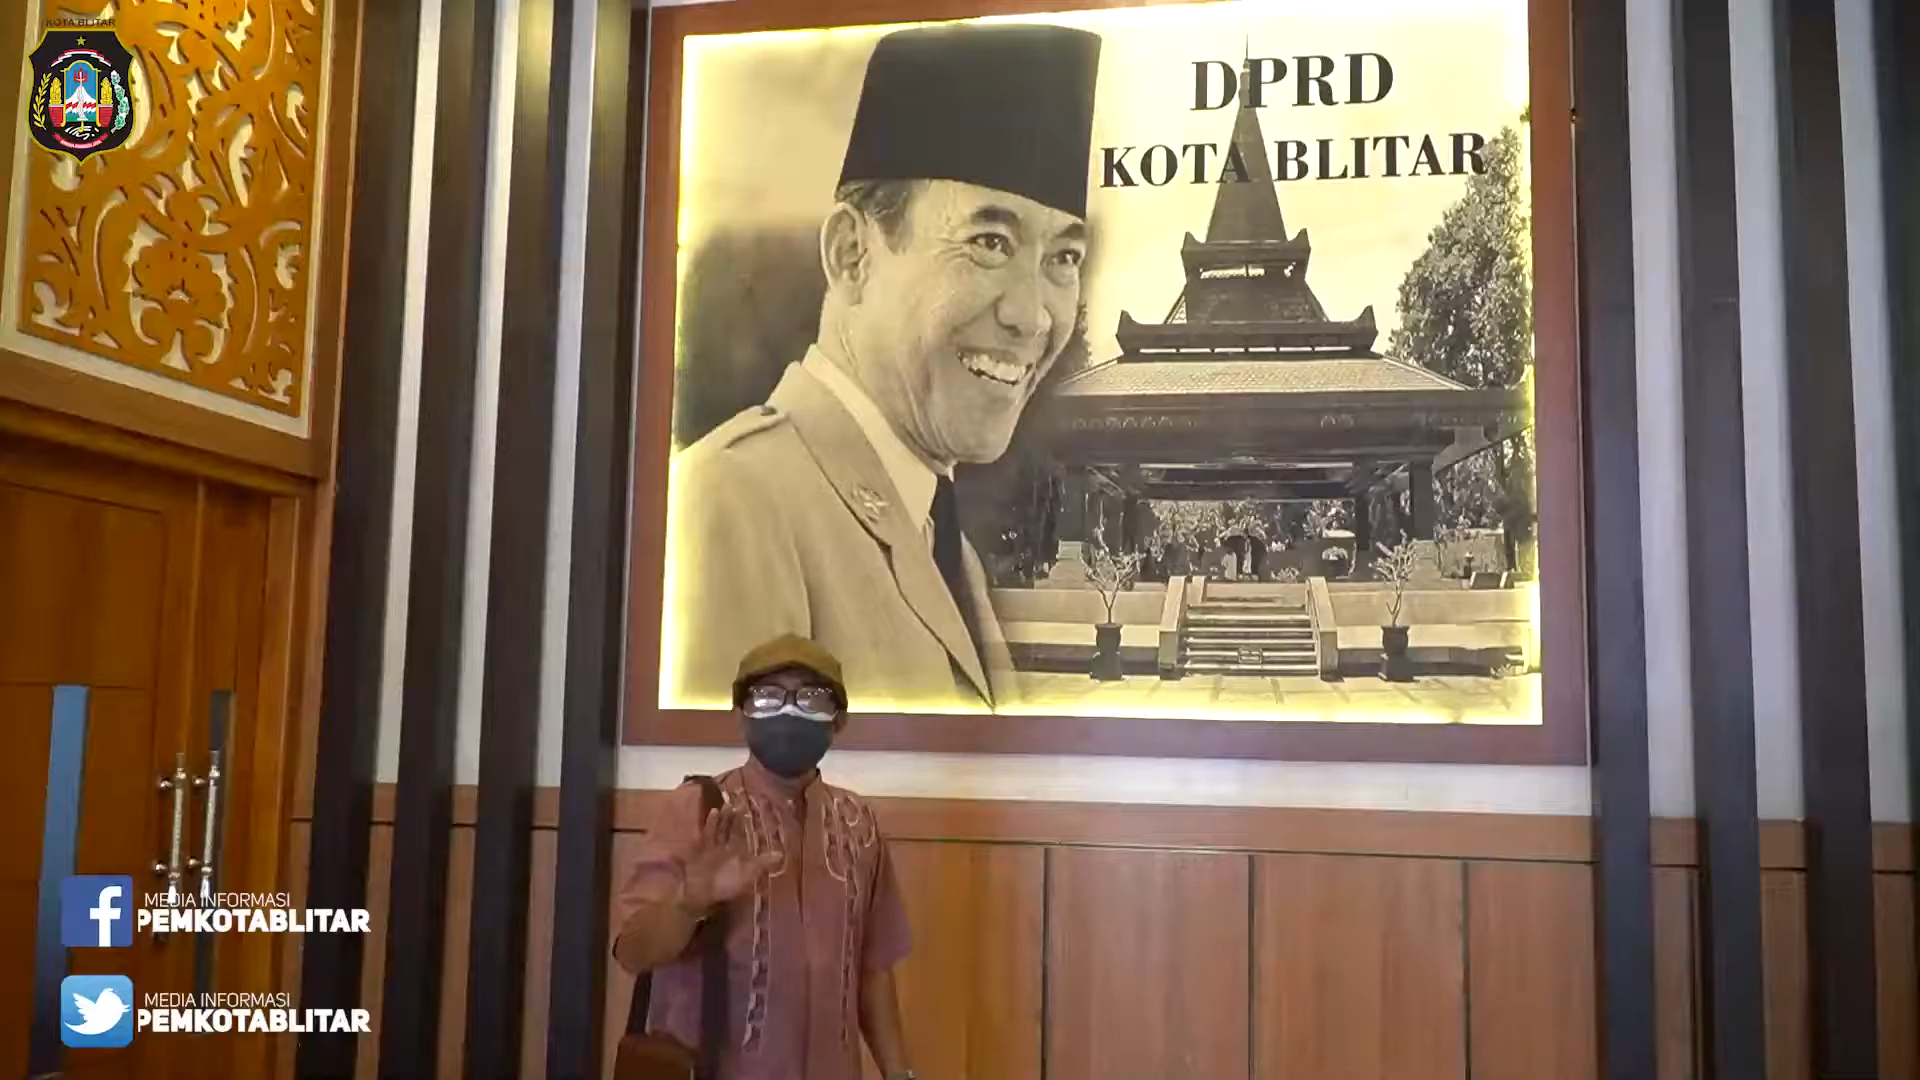 KOTA BLITAR
DPRD
KOTA BLITAR
MEDIA INFORMASI
PEMKOTABLITAR
MEDIA INFORMASI
PEMKOTABLITAR